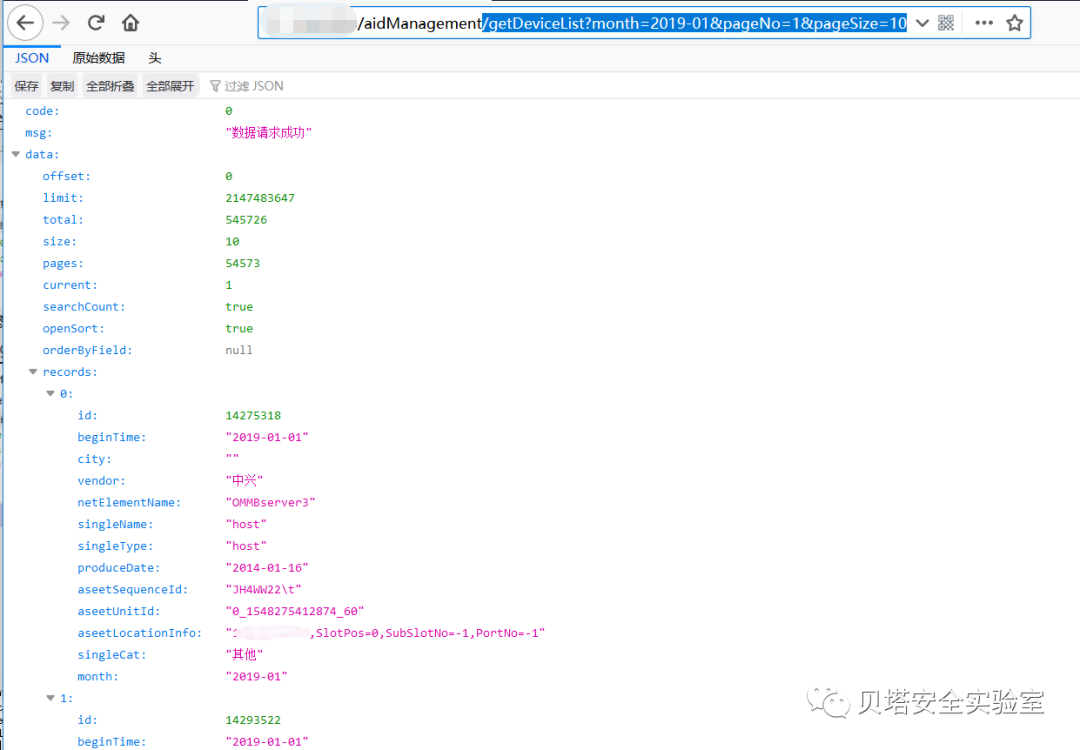 /aidManagement/getDeviceList?month=2019-01&pageNo=1&pageSize=10
JSON 原始数据 头
保存 复制 全部折叠 全部展开 过滤 JSON
code: 0
msg: "数据请求成功"
data:
offset: 0
limit: 2147483647
total: 545726
size: 10
pages: 54573
current: 1
searchCount: true
openSort: true
orderByField: null
records:
0:
id: 14275318
beginTime: "2019-01-01"
city: ""
vendor: "中兴"
netElementName: "OMMBserver3"
singleName: "host"
singleType: "host"
produceDate: "2014-01-16"
aseetSequenceId: "JH4WW22\t"
aseetUnitId: "0_1548275412874_60"
aseetLocationInfo: "1 ,SlotPos=0,SubSlotNo=-1,PortNo=-1"
singleCat: "其他"
month: "2019-01"
1:
id: 14293522
beginTime: "2019-01-01"
贝塔安全实验室